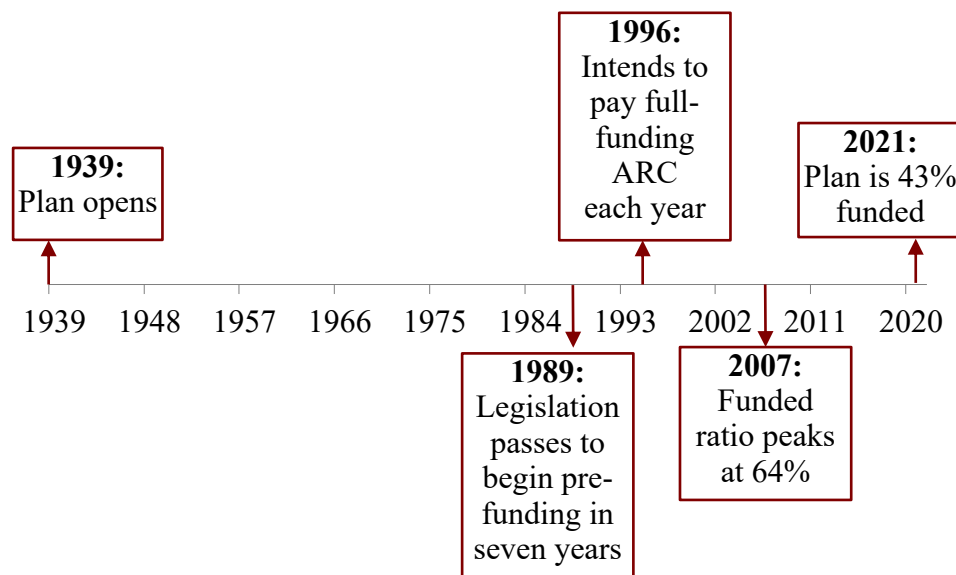 1996:
Intends to
pay full-
funding
ARC
each year
1939:
Plan opens
2021:
Plan is 43%
funded
1939 1948 1957 1966 1975 1984 1993 2002 2011 2020
1989:
Legislation
passes to
begin pre-
funding in
seven years
2007:
Funded
ratio peaks
at 64%